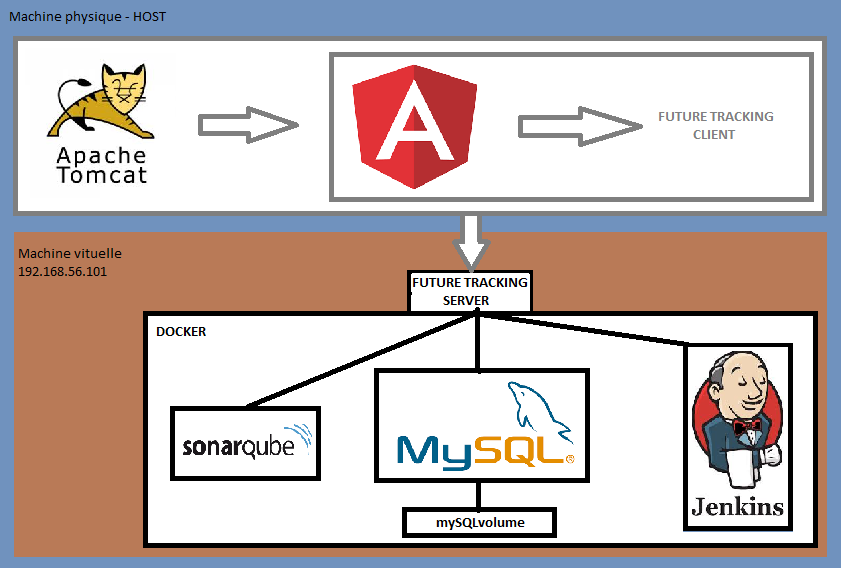 Machine physique - HOST
Apache
Tomcat
A
FUTURE TRACKING
CLIENT
Machine vituelle
192.168.56.101
FUTURE TRACKING
SERVER
DOCKER
sonarqube
MySQL®
Jenkins
mySQLvolume